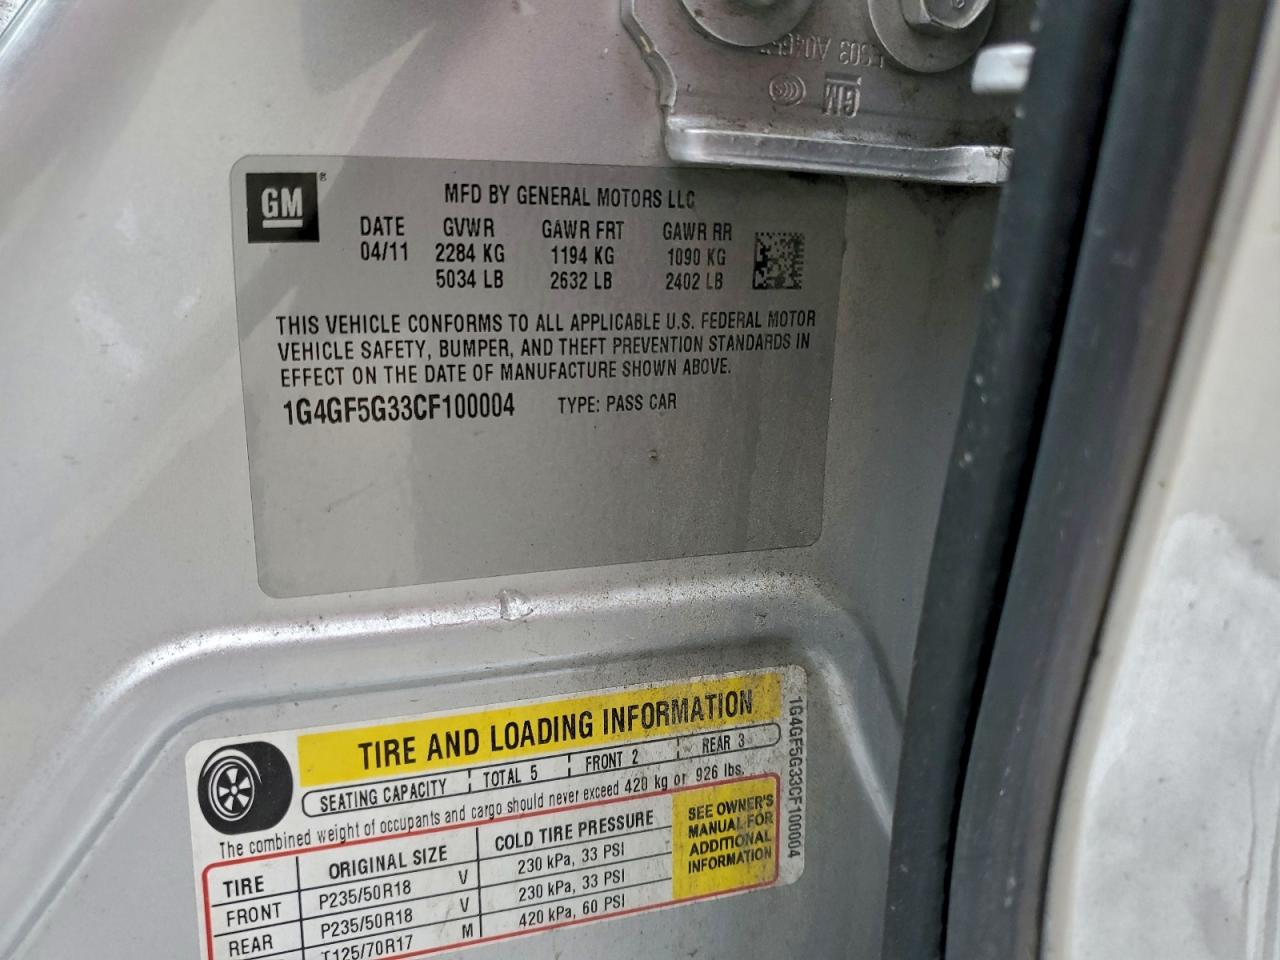 GM
GM ®
MFD BY GENERAL MOTORS LLC
DATE GVWR GAWR FRT GAWR RR
04/11 2284 KG 1194 KG 1090 KG
5034 LB 2632 LB 2402 LB
THIS VEHICLE CONFORMS TO ALL APPLICABLE U.S. FEDERAL MOTOR
VEHICLE SAFETY, BUMPER, AND THEFT PREVENTION STANDARDS IN
EFFECT ON THE DATE OF MANUFACTURE SHOWN ABOVE.
1G4GF5G33CF100004 TYPE: PASS CAR
TIRE AND LOADING INFORMATION
SEATING CAPACITY TOTAL 5 FRONT 2 REAR 3
The combined weight of occupants and cargo should never exceed 420 kg or 926 lbs.
TIRE ORIGINAL SIZE COLD TIRE PRESSURE
FRONT P235/50R18 V 230 kPa, 33 PSI
REAR P235/50R18 V 230 kPa, 33 PSI
T125/70R17 M 420 kPa, 60 PSI
SEE OWNER'S
MANUAL FOR
ADDITIONAL
INFORMATION
1G4GF5G33CF100004